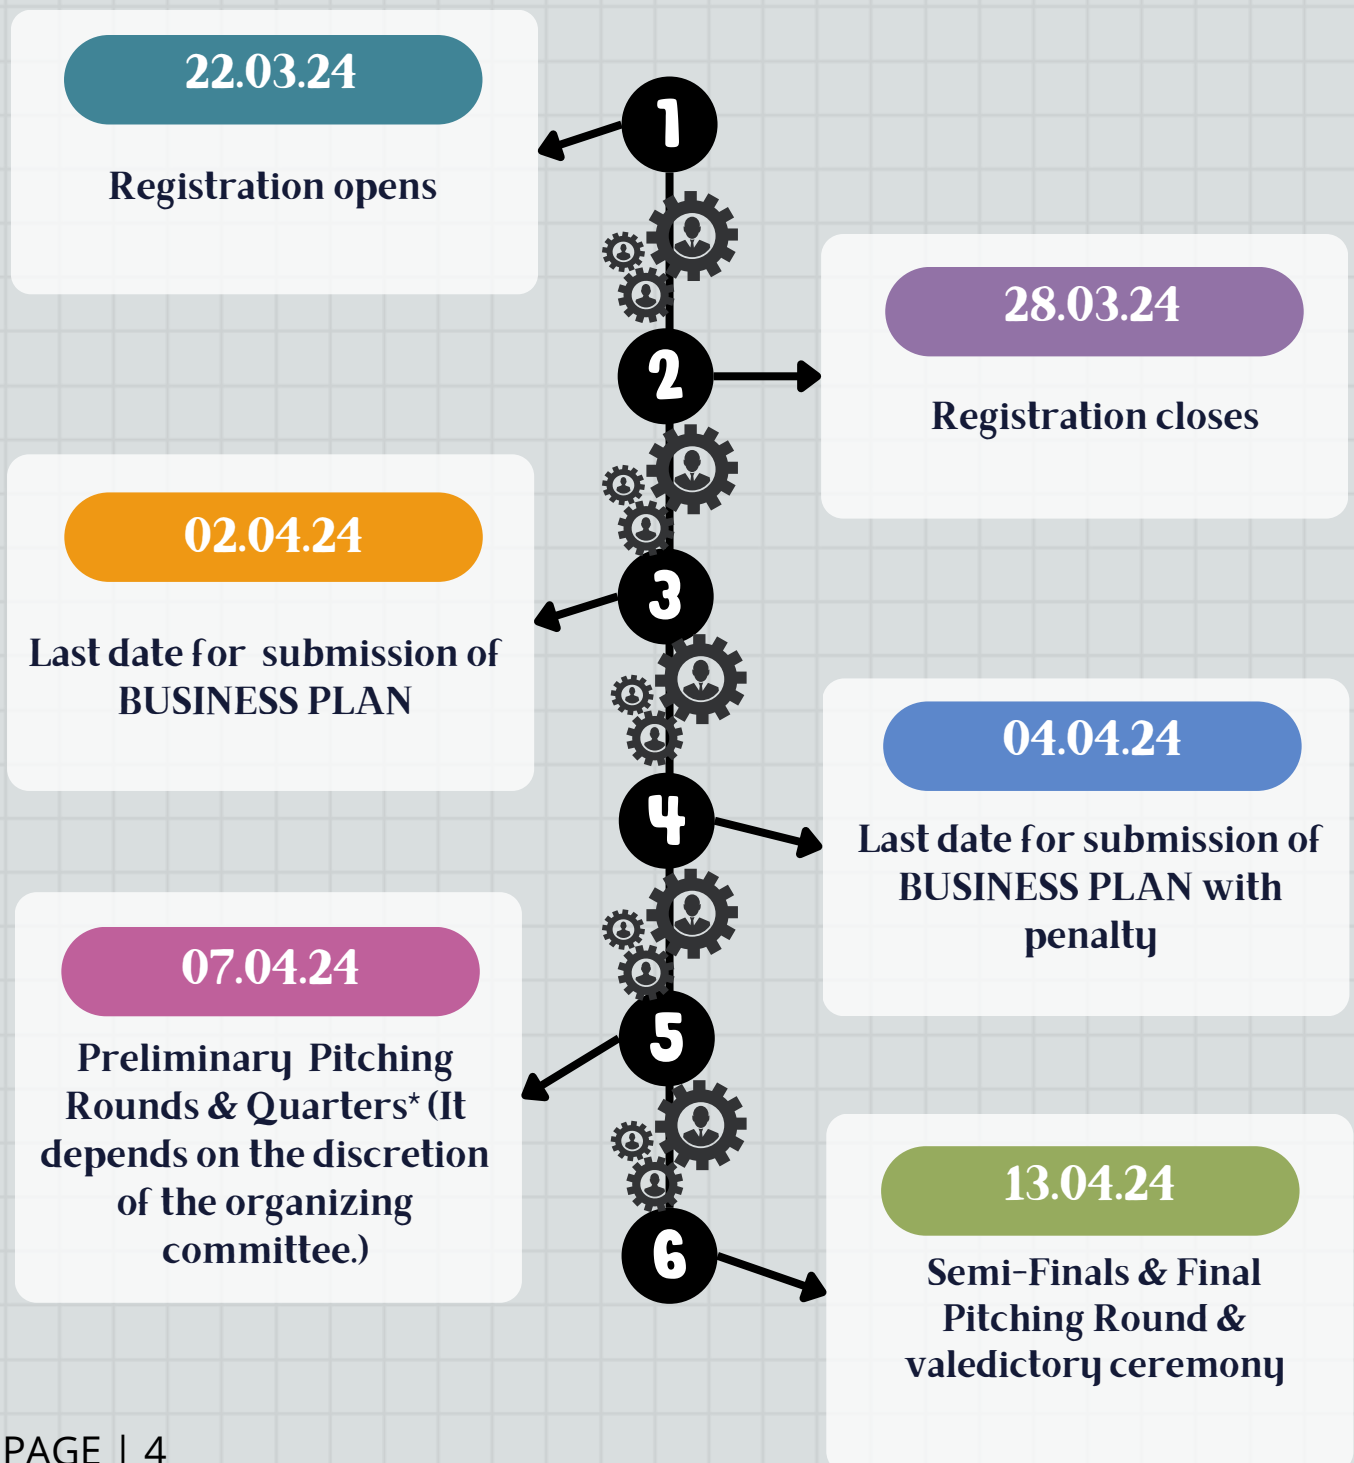 22.03.24
Registration opens
1
28.03.24
Registration closes
2
02.04.24
Last date for submission of
BUSINESS PLAN
3
04.04.24
Last date for submission of
BUSINESS PLAN with
penalty
4
07.04.24
Preliminary Pitching
Rounds & Quarters* (It
depends on the discretion
of the organizing
committee.)
5
13.04.24
Semi-Finals & Final
Pitching Round &
valedictory ceremony
6
PAGE | 4